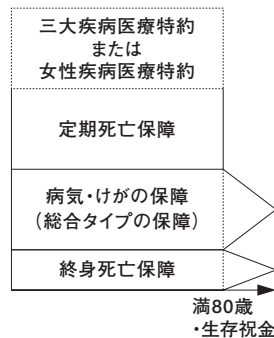 三大疾病医療特約
または
女性疾病医療特約
定期死亡保障
病気・けがの保障
(総合タイプの保障)
終身死亡保障
満80歳
・生存祝金